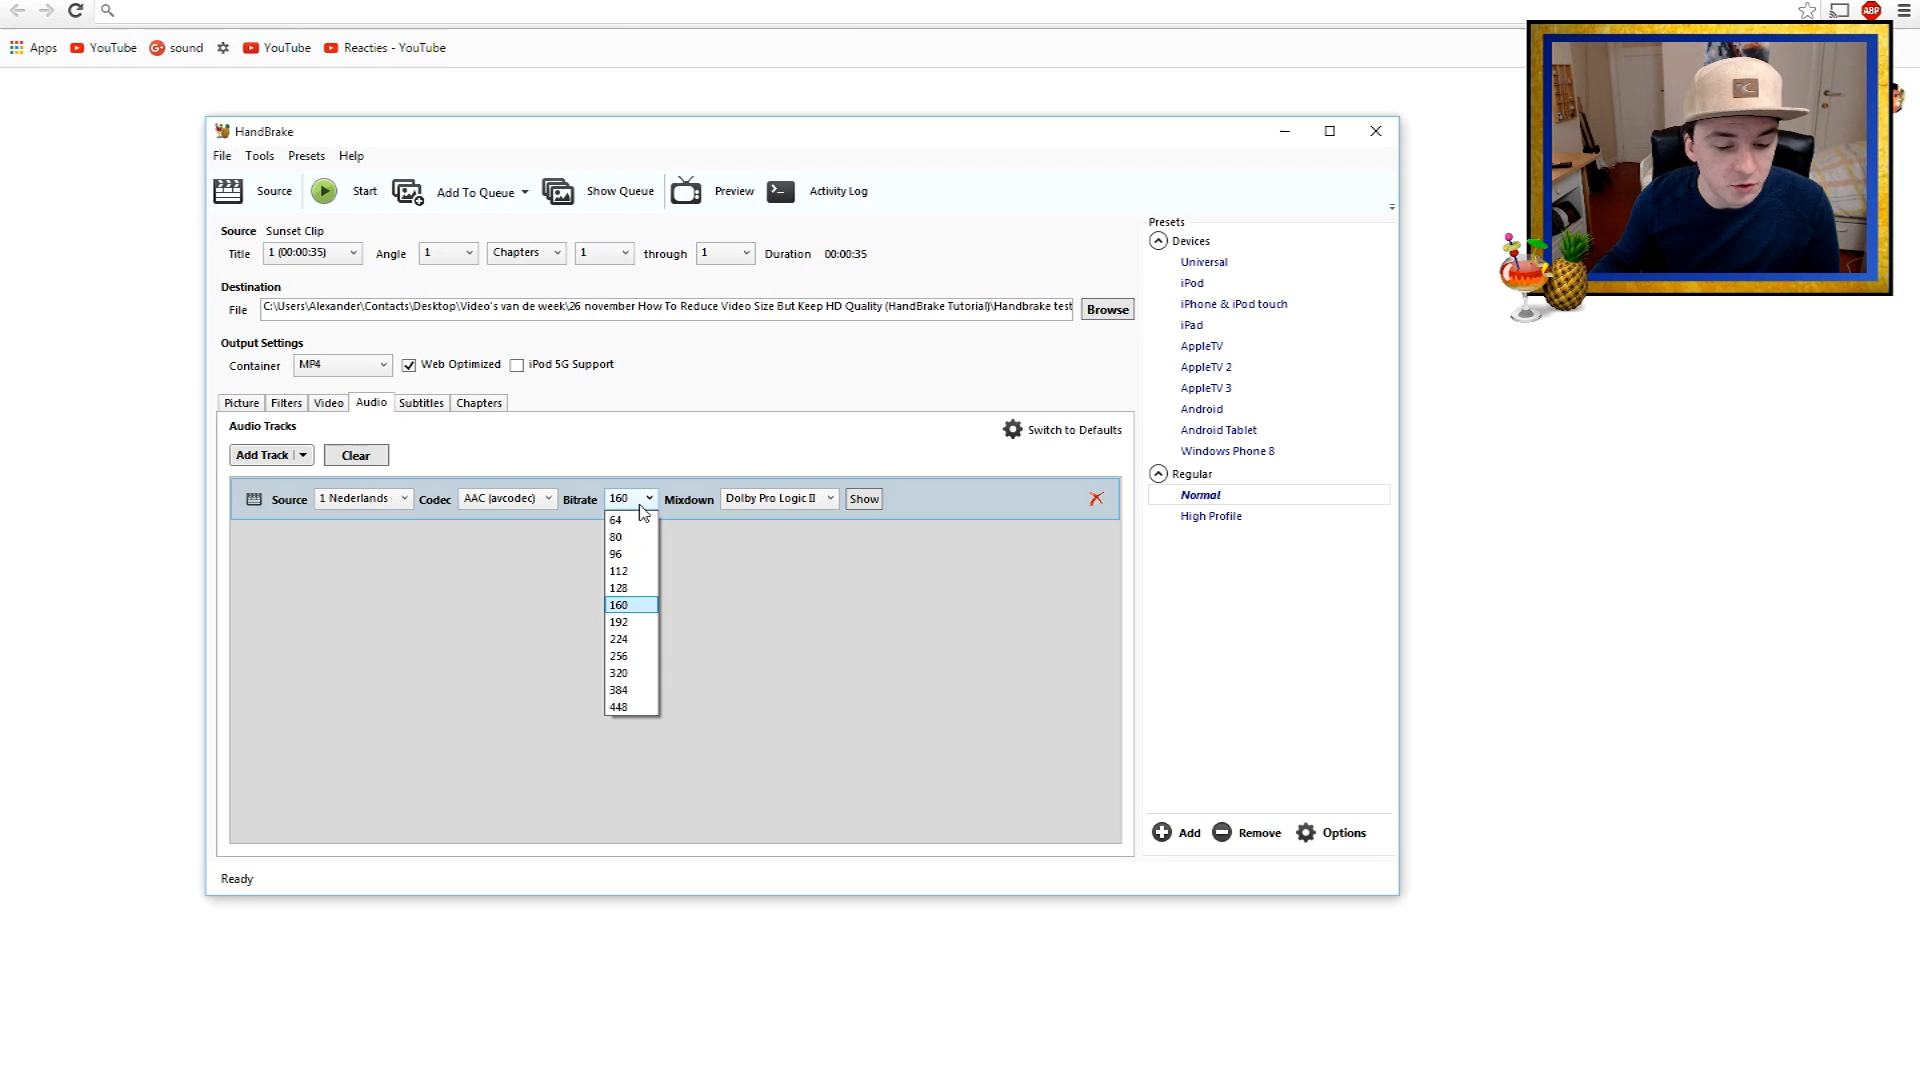 Apps YouTube sound YouTube Reacties - YouTube
ABP
HandBrake
File Tools Presets Help
Source Start Add To Queue Show Queue Preview Activity Log
Source Sunset Clip
Title 1 (00:00:35) Angle 1 Chapters 1 through 1 Duration 00:00:35
Destination
File C:\Users\Alexander\Contacts\Desktop\Video's van de week\26 november How To Reduce Video Size But Keep HD Quality (HandBrake Tutorial)\Handbrake test Browse
Output Settings
Container MP4 Web Optimized iPod 5G Support
Picture Filters Video Audio Subtitles Chapters
Audio Tracks
Switch to Defaults
Add Track Clear
Source 1 Nederlands Codec AAC (avcodec) Bitrate 160 Mixdown Dolby Pro Logic II Show
64
80
96
112
128
160
192
224
256
320
384
448
Presets
Devices
Universal
iPod
iPhone & iPod touch
iPad
AppleTV
AppleTV 2
AppleTV 3
Android
Android Tablet
Windows Phone 8
Regular
Normal
High Profile
Add Remove Options
Ready